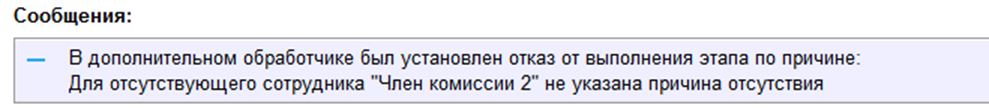 Сообщения:
В дополнительном обработчике был установлен отказ от выполнения этапа по причине:
Для отсутствующего сотрудника "Член комиссии 2" не указана причина отсутствия